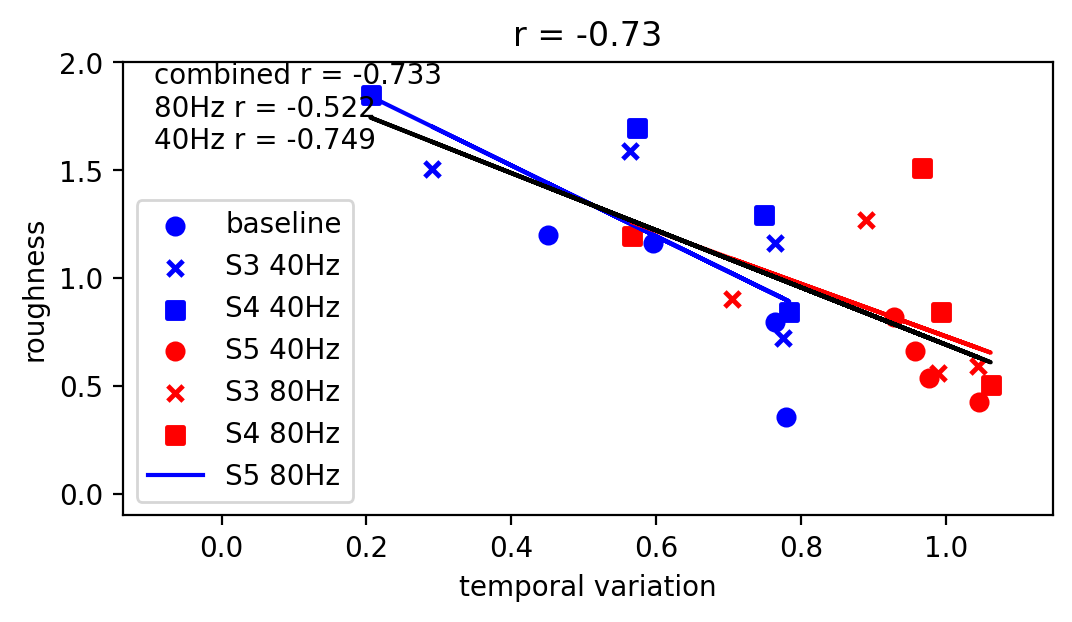 r = -0.73
2.0
combined r = -0.733
80Hz r = -0.522
40Hz r = -0.749
1.5
1.0
0.5
0.0
roughness
baseline
S3 40Hz
S4 40Hz
S5 40Hz
S3 80Hz
S4 80Hz
S5 80Hz
0.0 0.2 0.4 0.6 0.8 1.0
temporal variation